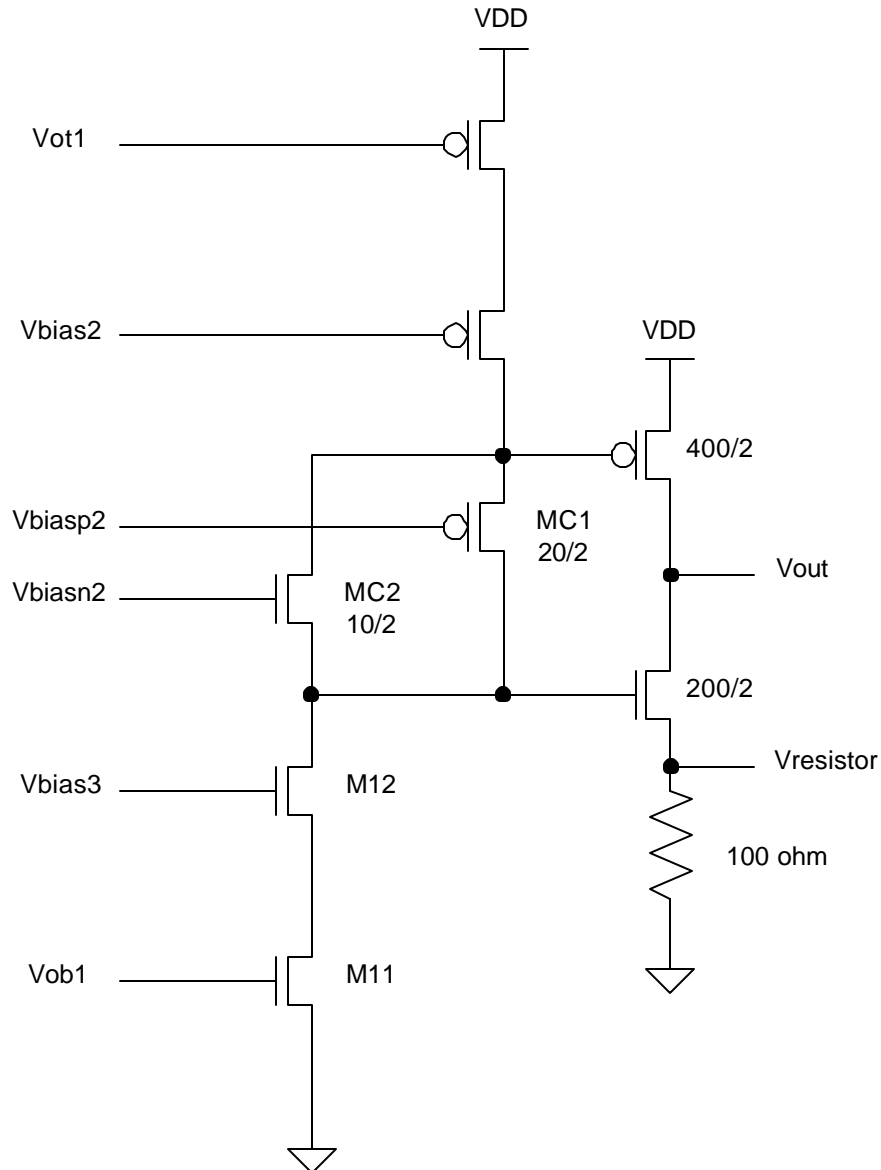 VDD
Vot1
Vbias2
VDD
400/2
Vbiasp2
MC1
20/2
Vout
Vbiasn2
MC2
10/2
200/2
Vresistor
Vbias3
M12
100 ohm
Vob1
M11